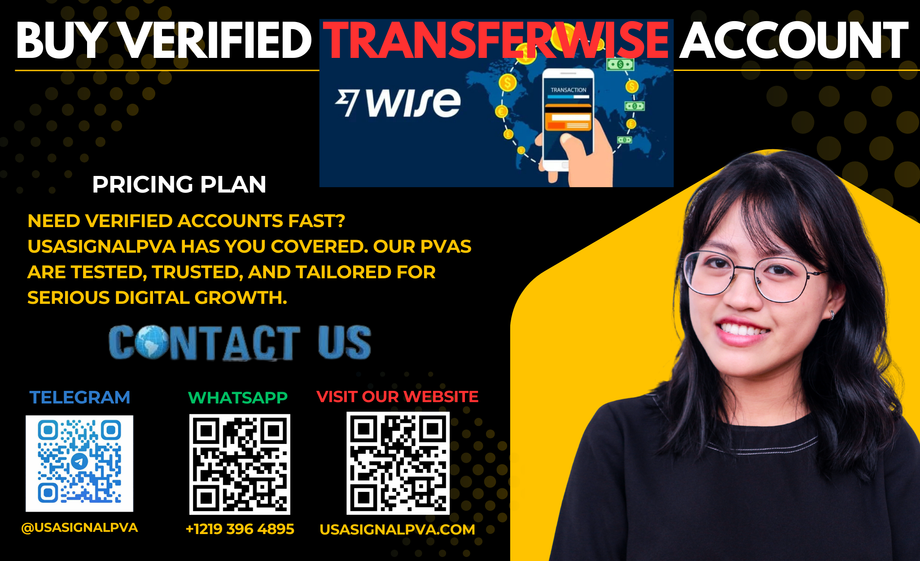 BUY VERIFIED TRANSFERWISE ACCOUNT
WISE
TRANSACTION
PRICING PLAN
NEED VERIFIED ACCOUNTS FAST?
USASIGNALPVA HAS YOU COVERED. OUR PVAS
ARE TESTED, TRUSTED, AND TAILORED FOR
SERIOUS DIGITAL GROWTH.
CONTACT US
TELEGRAM WHATSAPP VISIT OUR WEBSITE
@USASIGNALPVA +1219 396 4895 USASIGNALPVA.COM